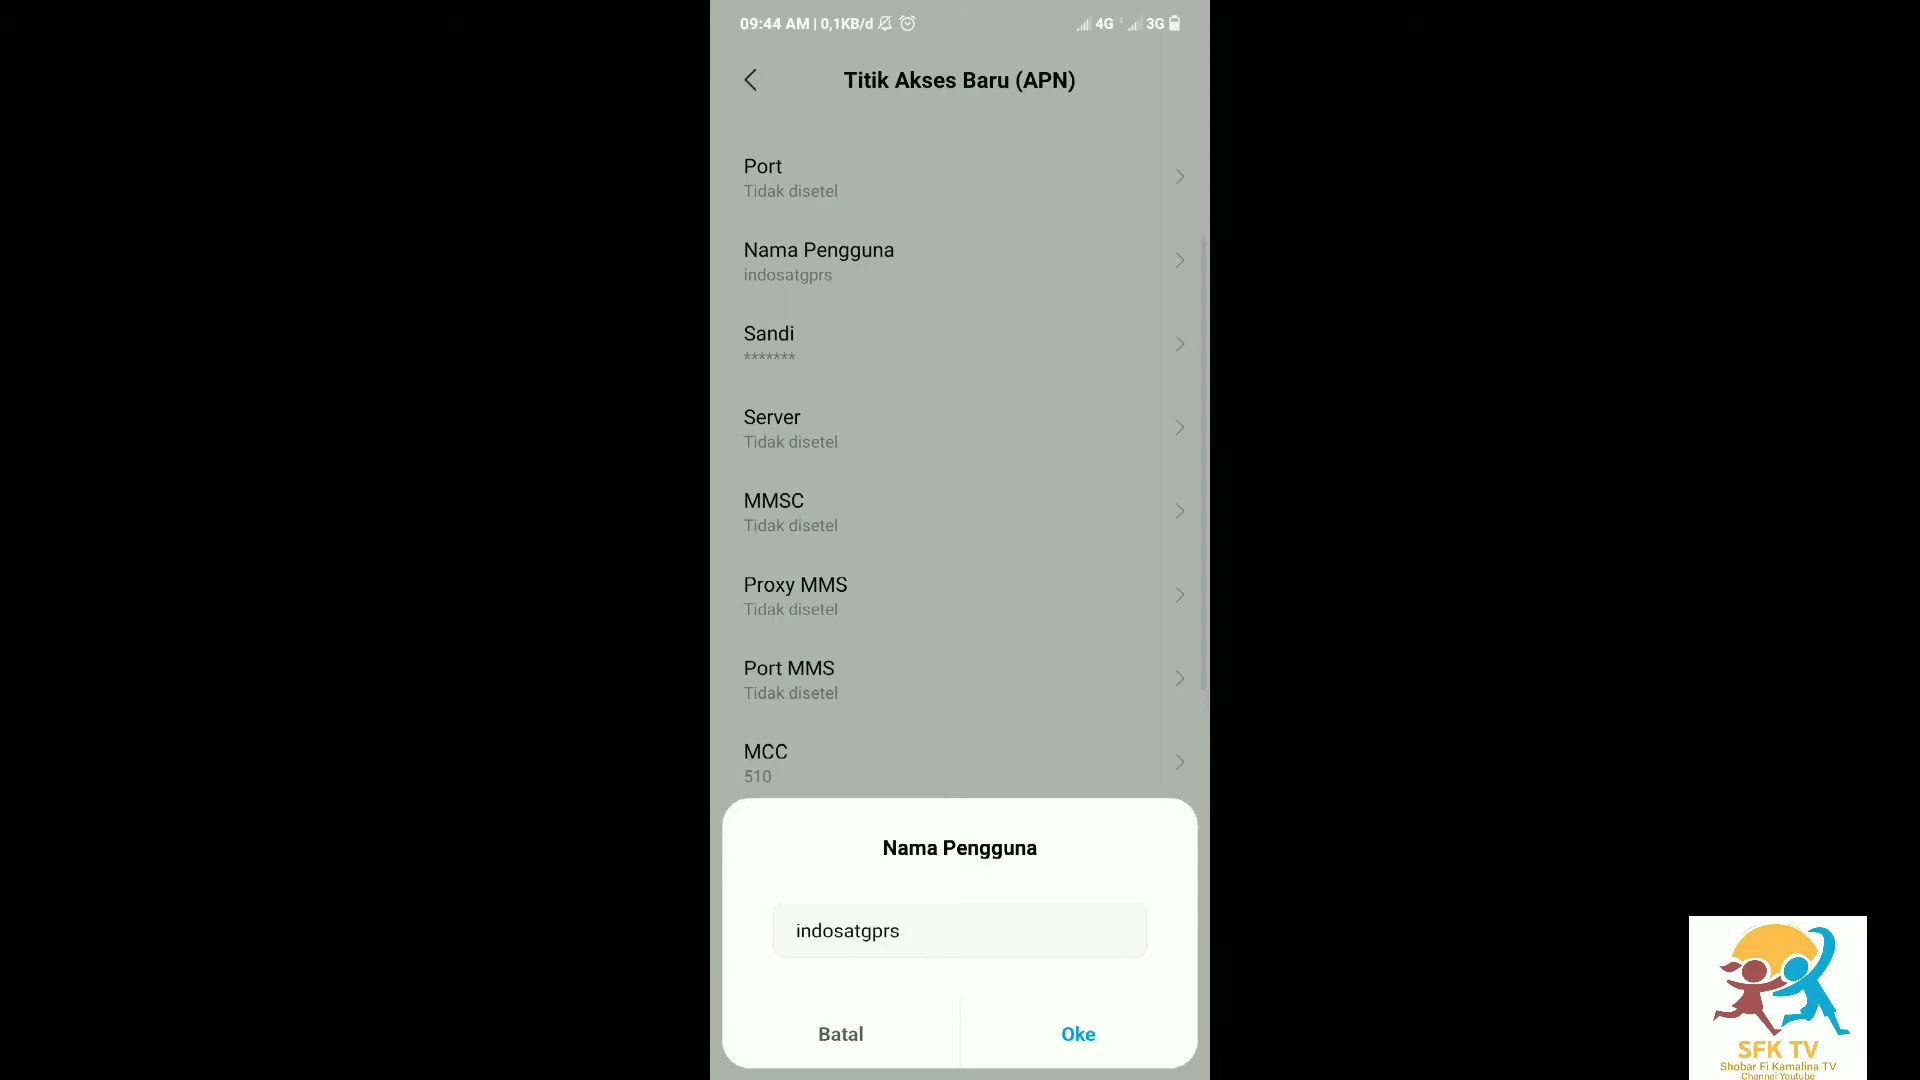 09:44 AM | 0,1KB/d 4G 3G
Titik Akses Baru (APN)
Port
Tidak disetel
Nama Pengguna
indosatgprs
Sandi
*******
Server
Tidak disetel
MMSC
Tidak disetel
Proxy MMS
Tidak disetel
Port MMS
Tidak disetel
MCC
510
Nama Pengguna
indosatgprs
Batal Oke
SFK TV
Shobar Fi Kamalina TV
Channel Youtube